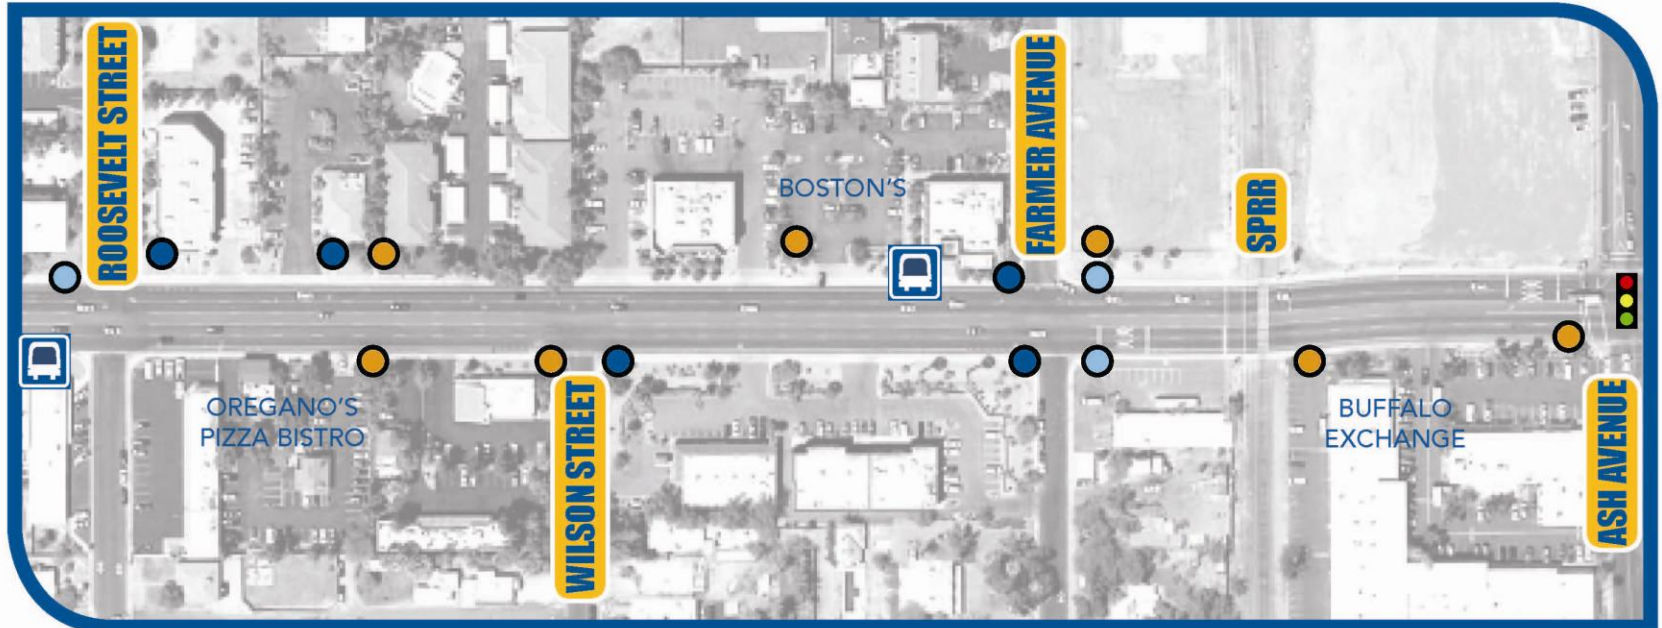 ROOSEVELT STREET
FARMER AVENUE
SPRR
BOSTON'S
OREGANO'S
PIZZA BISTRO
WILSON STREET
BUFFALO
EXCHANGE
ASH AVENUE